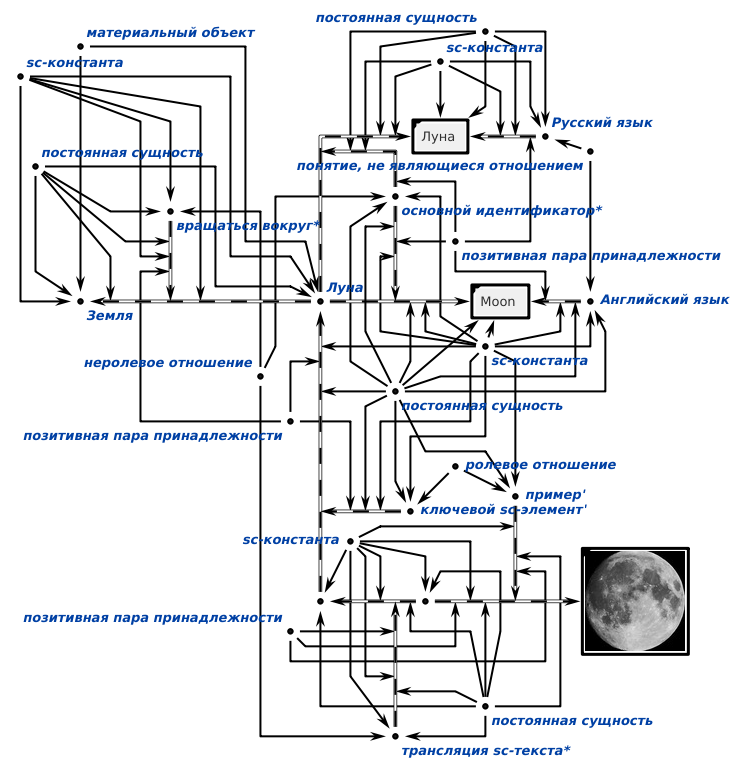 постоянная сущность
материальный объект
sc-константа
sc-константа
Русский язык
Луна
постоянная сущность
понятие, не являющиеся отношением
основной идентификатор*
вращаться вокруг*
позитивная пара принадлежности
Луна
Moon
Английский язык
Земля
неролевое отношение
sc-константа
постоянная сущность
позитивная пара принадлежности
ролевое отношение
пример'
ключевой sc-элемент'
sc-константа
позитивная пара принадлежности
постоянная сущность
трансляция sc-текста*